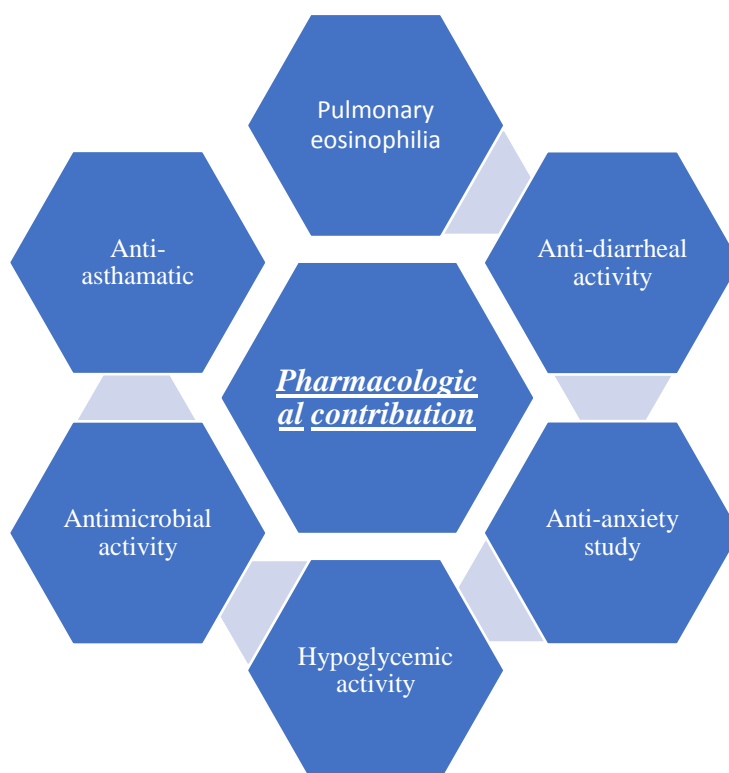 Pulmonary
eosinophilia
Anti-
asthamatic
Anti-diarrheal
activity
Pharmacologic
al contribution
Antimicrobial
activity
Anti-anxiety
study
Hypoglycemic
activity